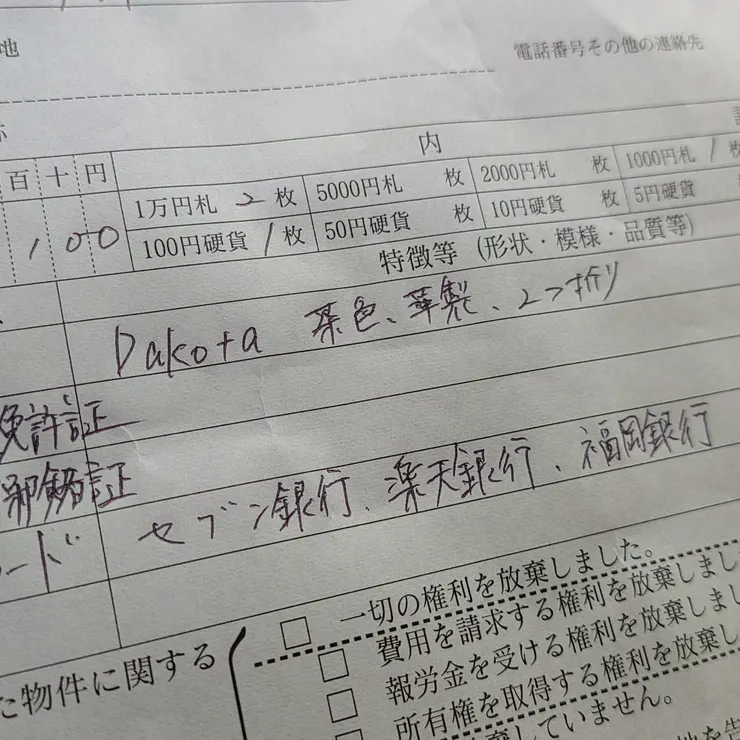 地 電話番号その他の連絡先
内
百 十 円 1万円札 2 枚 5000円札 枚 2000円札 枚 1000円札 1 枚
1 0 0 100円硬貨 1 枚 50円硬貨 枚 10円硬貨 枚 5円硬貨
特徴等(形状・模様・品質等)
Dakota 茶色、革製、2つ折り
免許証
ード セブン銀行、楽天銀行、福岡銀行
□ 一切の権利を放棄しました。
た物件に関する □ 費用を請求する権利を放棄しまし
□ 報労金を受ける権利を放棄しまし
□ 所有権を取得する権利を放棄し
棄していません。